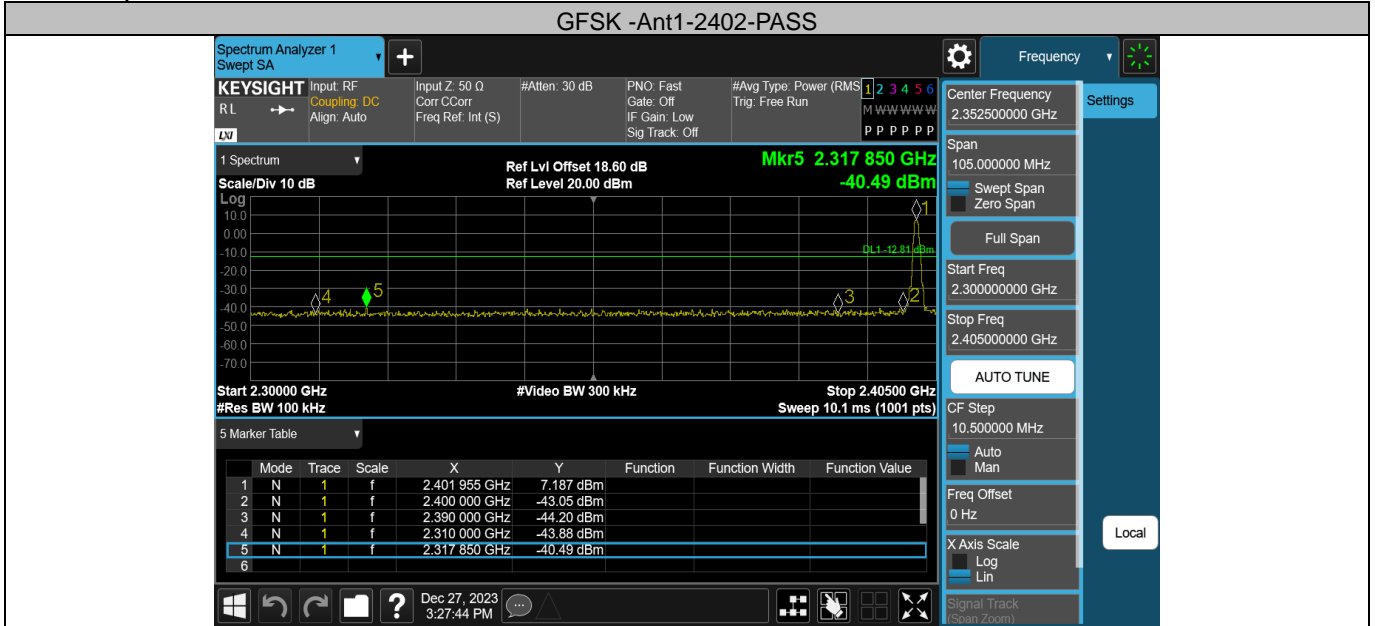 GFSK -Ant1-2402-PASS
Spectrum Analyzer 1
Swept SA
+
Frequency
KEYSIGHT
RL
LXI
Input: RF
Coupling: DC
Align: Auto
Input Z: 50 Ω
Corr CCorr
Freq Ref: Int (S)
#Atten: 30 dB
PNO: Fast
Gate: Off
IF Gain: Low
Sig Track: Off
#Avg Type: Power (RMS
Trig: Free Run
1 2 3 4 5 6
M W W W W W
P P P P P P
1 Spectrum
Scale/Div 10 dB
Ref Lvl Offset 18.60 dB
Ref Level 20.00 dBm
Mkr5 2.317 850 GHz
-40.49 dBm
Log
10.0
0.00
-10.0
-20.0
-30.0
-40.0
-50.0
-60.0
-70.0
DL1 -12.81 dBm
1
4
5
3
2
Start 2.30000 GHz
#Video BW 300 kHz
Stop 2.40500 GHz
#Res BW 100 kHz
Sweep 10.1 ms (1001 pts)
5 Marker Table
Mode Trace Scale X Y Function Function Width Function Value
1 N 1 f 2.401 955 GHz 7.187 dBm
2 N 1 f 2.400 000 GHz -43.05 dBm
3 N 1 f 2.390 000 GHz -44.20 dBm
4 N 1 f 2.310 000 GHz -43.88 dBm
5 N 1 f 2.317 850 GHz -40.49 dBm
6
Center Frequency
2.352500000 GHz
Settings
Span
105.000000 MHz
Swept Span
Zero Span
Full Span
Start Freq
2.300000000 GHz
Stop Freq
2.405000000 GHz
AUTO TUNE
CF Step
10.500000 MHz
Auto
Man
Freq Offset
0 Hz
X Axis Scale
Log
Lin
Local
Signal Track
(Span Zoom)
?
Dec 27, 2023
3:27:44 PM